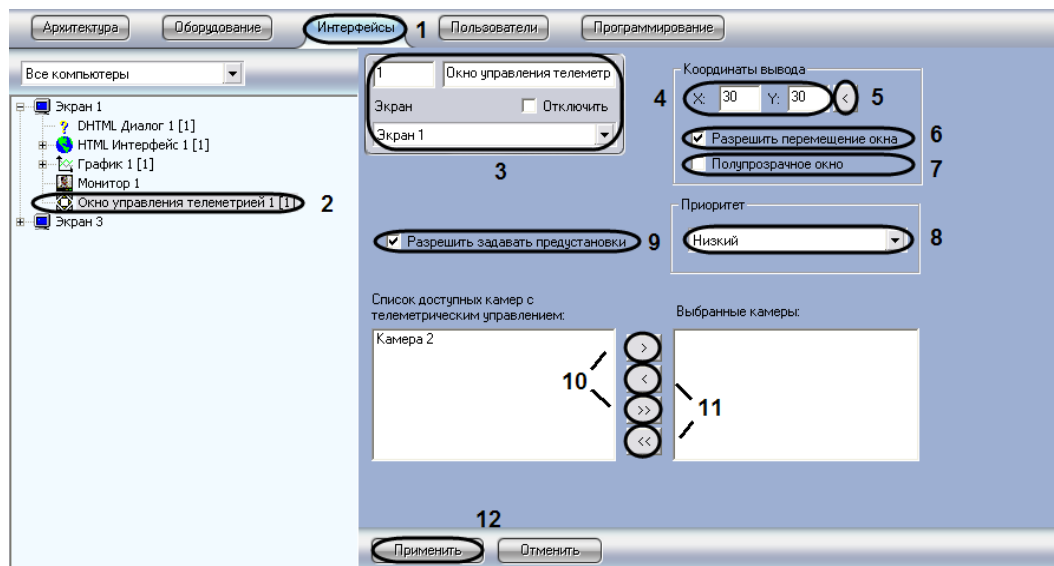 Архитектура Оборудование Интерфейсы 1 Пользователи Программирование
Все компьютеры
Экран 1
DHTML Диалог 1 [1]
HTML Интерфейс 1 [1]
График 1 [1]
Монитор 1
Окно управления телеметрией 1 [1] 2
Экран 3
1 Окно управления телеметр
Экран Отключить
Экран 1
3
Координаты вывода
4 X: 30 Y: 30 < 5
Разрешить перемещение окна 6
Полупрозрачное окно 7
Приоритет
Разрешить задавать предустановки 9
Низкий 8
Список доступных камер с
телеметрическим управлением:
Выбранные камеры:
Камера 2
>
10 <
>> 11
<<
12
Применить Отменить